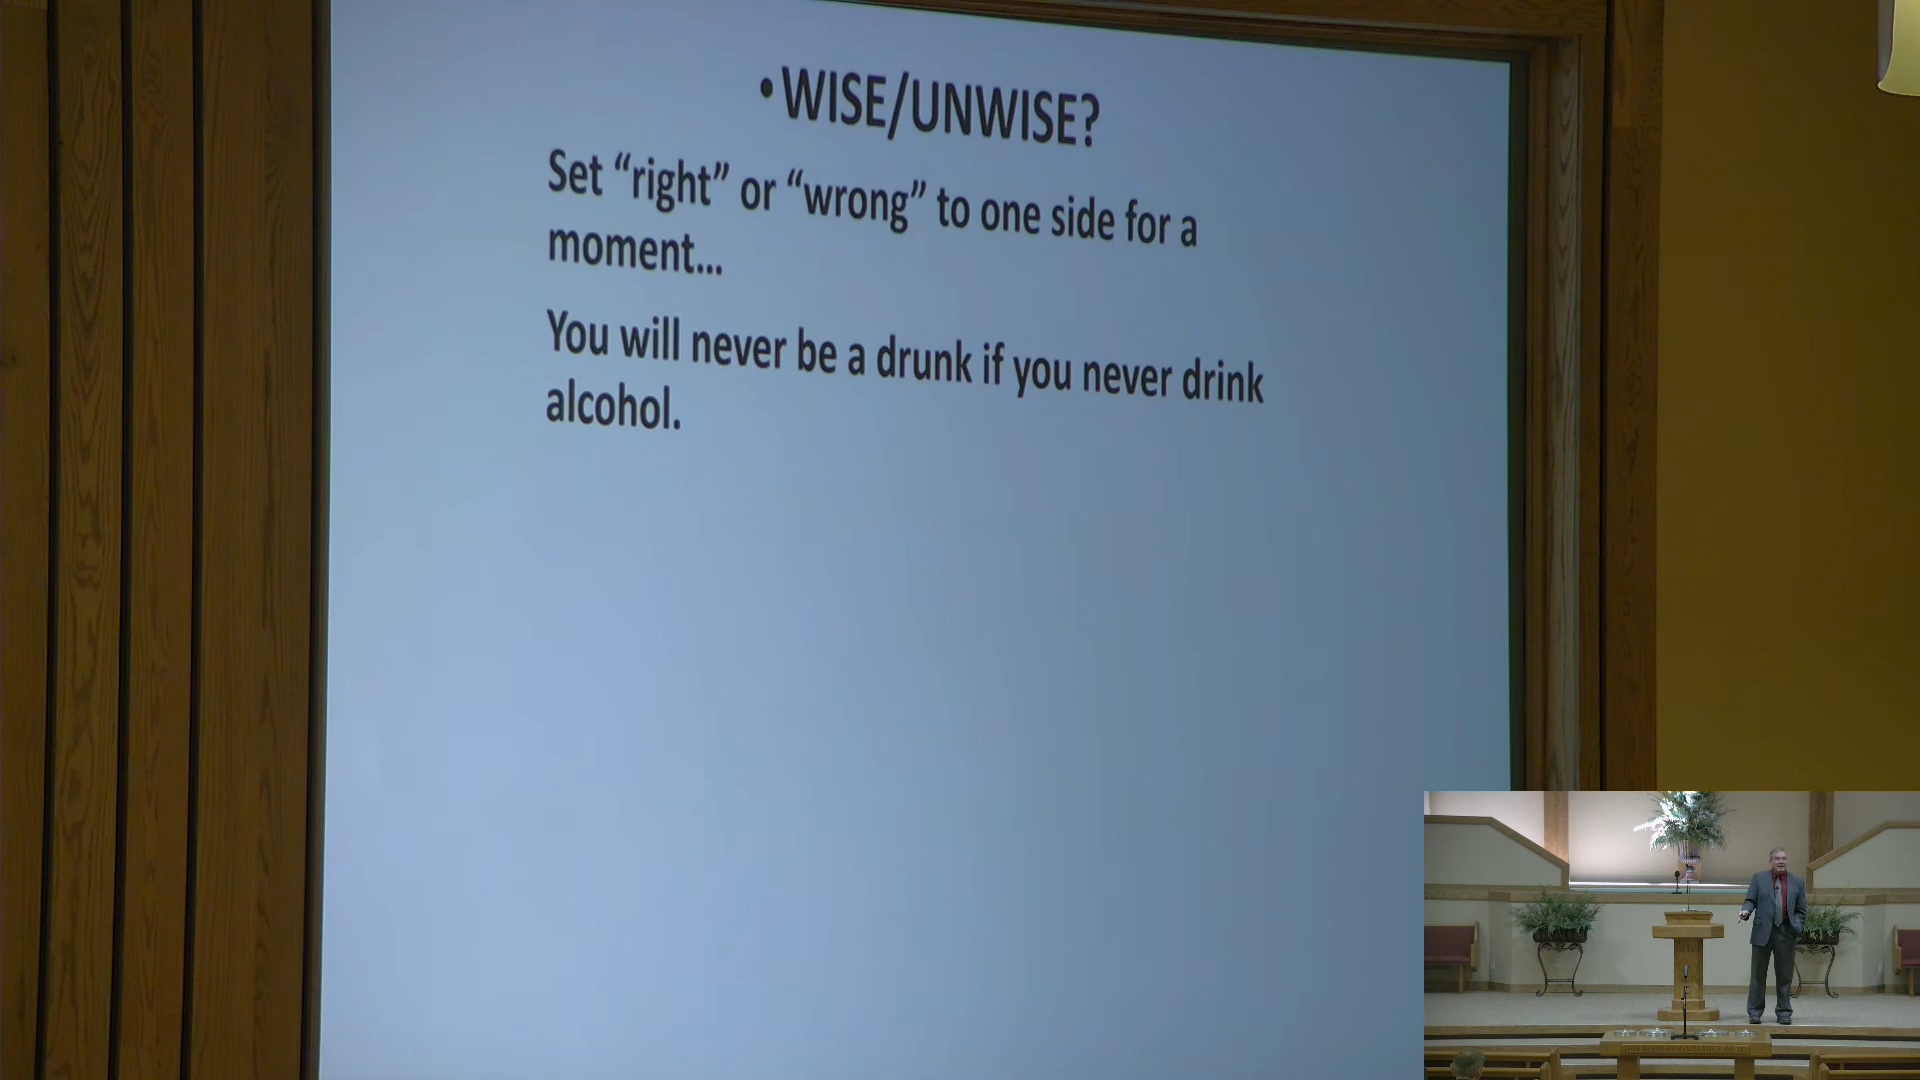 • WISE/UNWISE?
Set “right” or “wrong” to one side for a
moment...
You will never be a drunk if you never drink
alcohol.